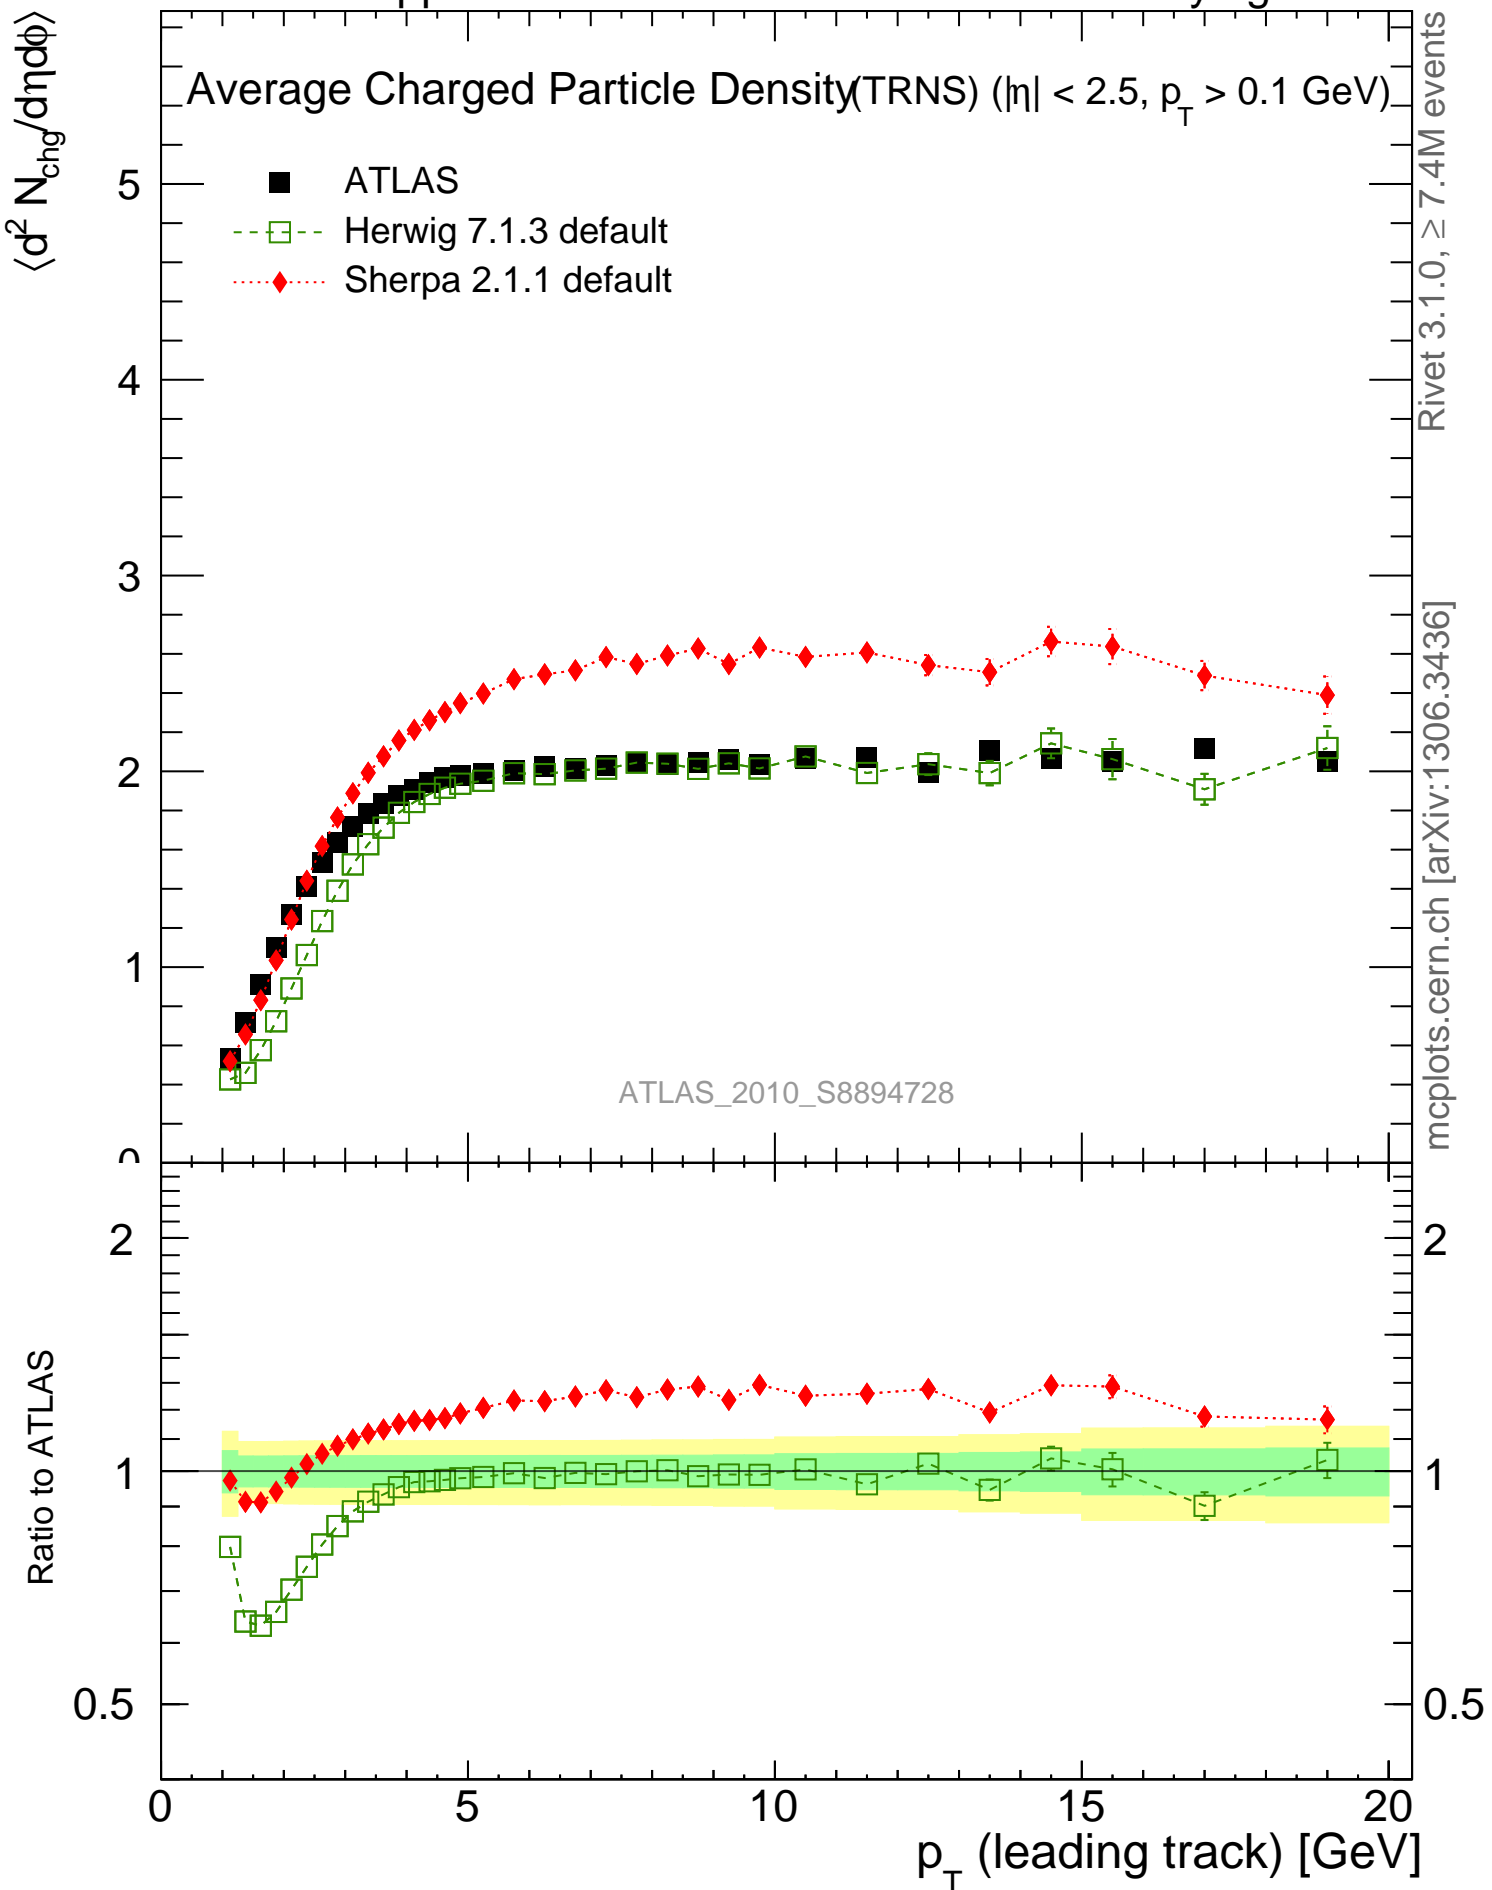 ⟨d² N_chg/dηdϕ⟩
Average Charged Particle Density(TRNS) (|η| < 2.5, p_T > 0.1 GeV)
ATLAS
Herwig 7.1.3 default
Sherpa 2.1.1 default
5
4
3
2
1
0
ATLAS_2010_S8894728
Rivet 3.1.0, ≥ 7.4M events
mcplots.cern.ch [arXiv:1306.3436]
Ratio to ATLAS
2
1
0.5
2
1
0.5
0 5 10 15 20
p_T (leading track) [GeV]